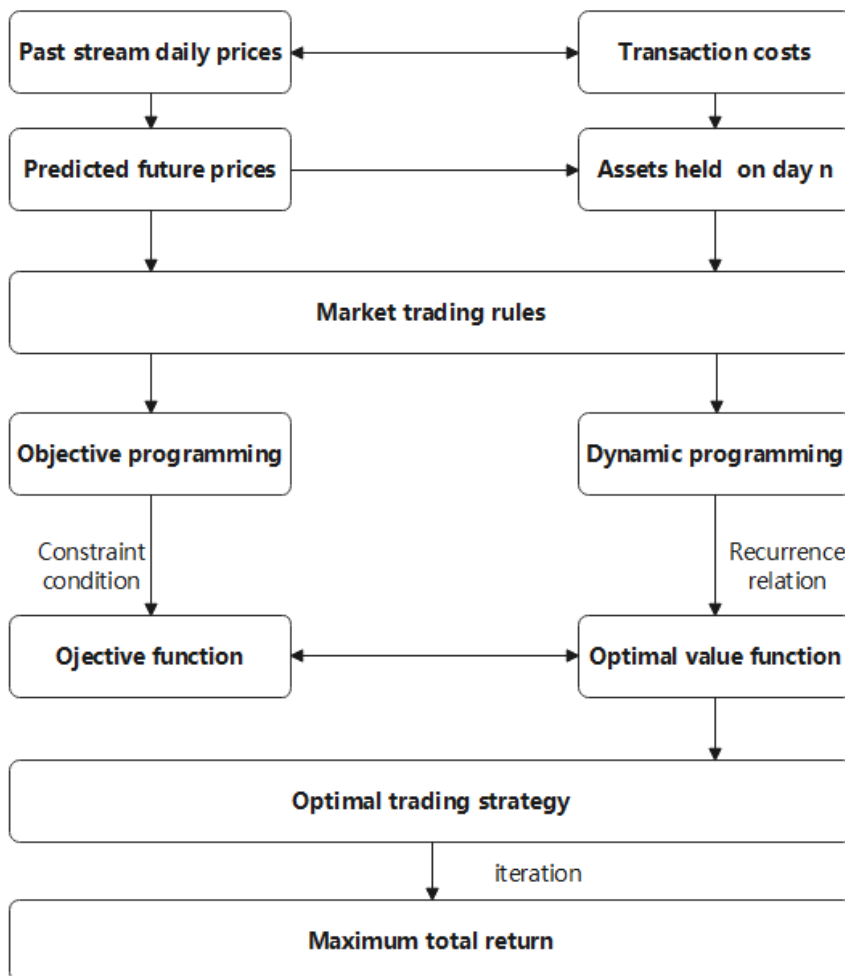 Past stream daily prices
Transaction costs
Predicted future prices
Assets held on day n
Market trading rules
Objective programming
Dynamic programming
Constraint
condition
Recurrence
relation
Ojective function
Optimal value function
Optimal trading strategy
iteration
Maximum total return